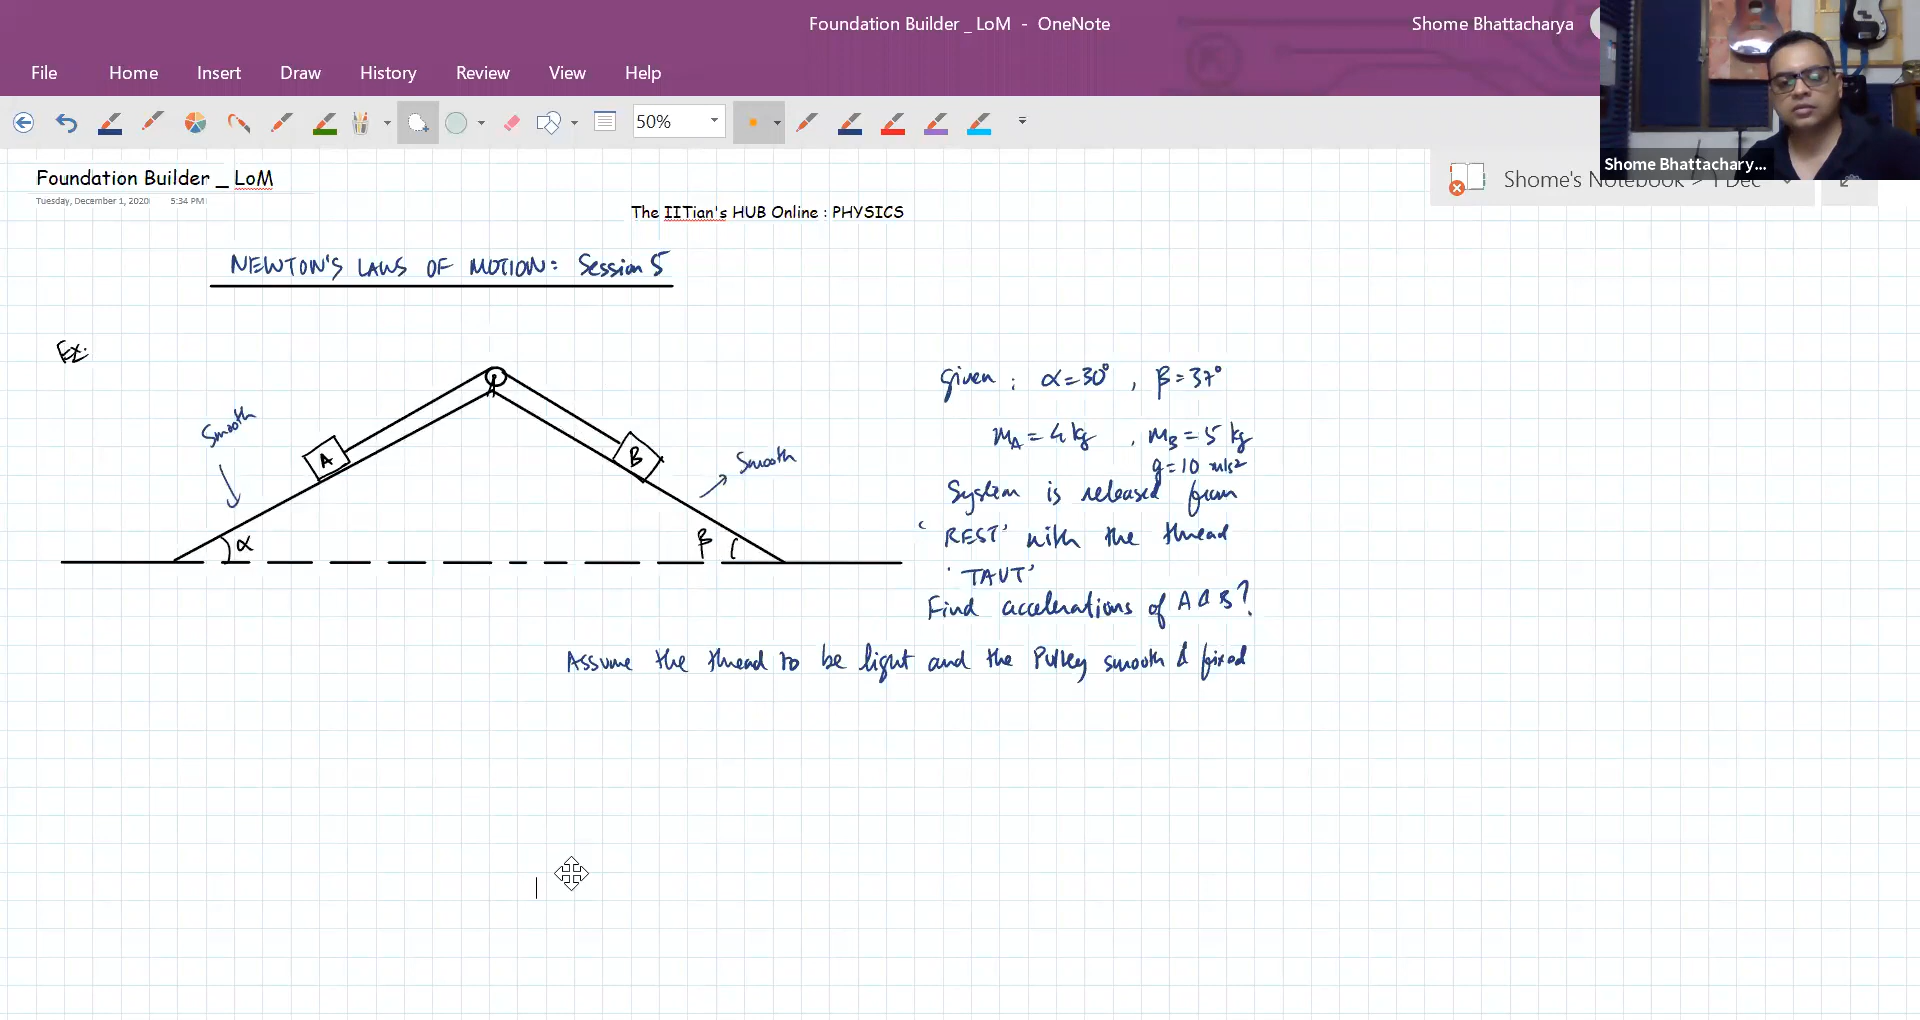 Foundation Builder _ LoM - OneNote
Shome Bhattacharya
File Home Insert Draw History Review View Help
50%
Shome Bhattachary...
Shome's Notebook > 1 Dec
Foundation Builder _ LoM
Tuesday, December 1, 2020 5:34 PM
The IITian's HUB Online : PHYSICS
NEWTON'S LAWS OF MOTION: Session 5
Ex:
Smooth
A
B
Smooth
α
β
given : α=30° , β=37°
mA = 4 kg , mB = 5 kg
g=10 m/s²
System is released from
'REST' with the thread
'TAUT'
Find accelerations of A & B?
Assume the thread to be light and the Pulley smooth & fixed